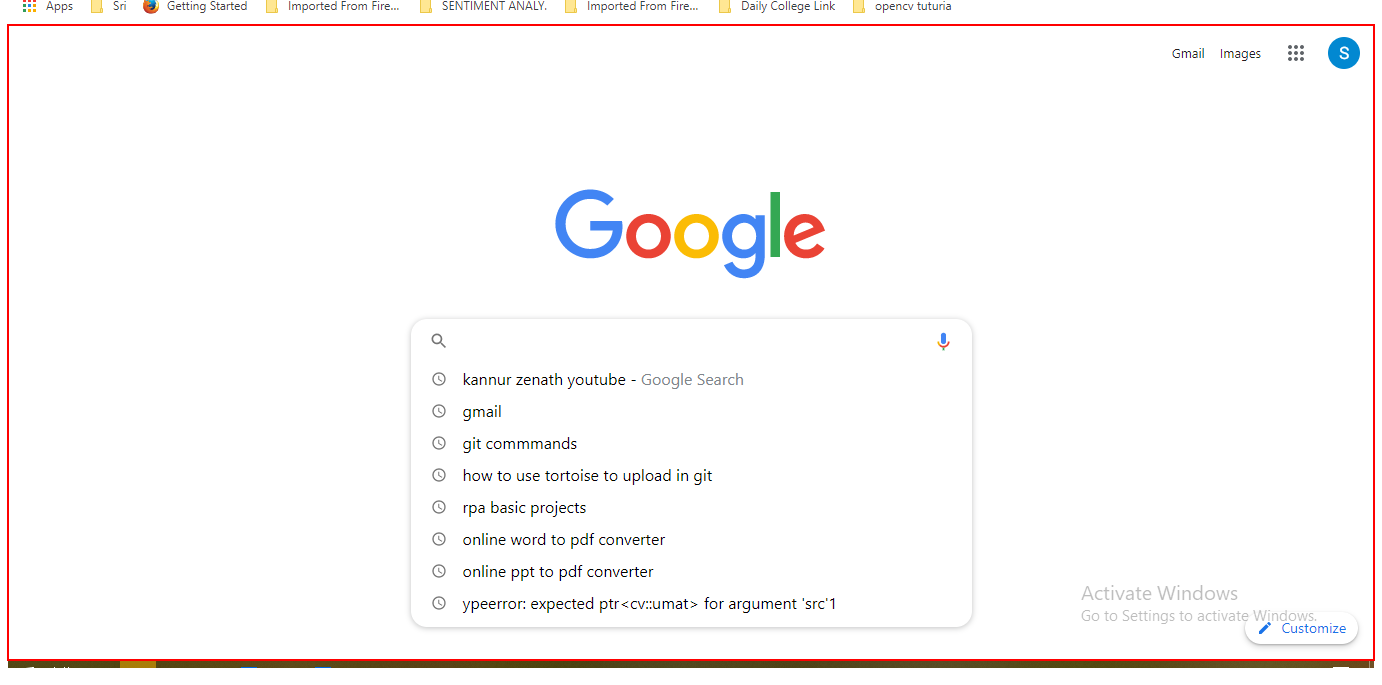 Apps Sri Getting Started Imported From Fire... SENTIMENT ANALY. Imported From Fire... Daily College Link opencv tuturia
Gmail Images S
Google
kannur zenath youtube - Google Search
gmail
git commmands
how to use tortoise to upload in git
rpa basic projects
online word to pdf converter
online ppt to pdf converter
ypeerror: expected ptr<cv::umat> for argument 'src'1
Activate Windows
Go to Settings to activate Windows.
Customize